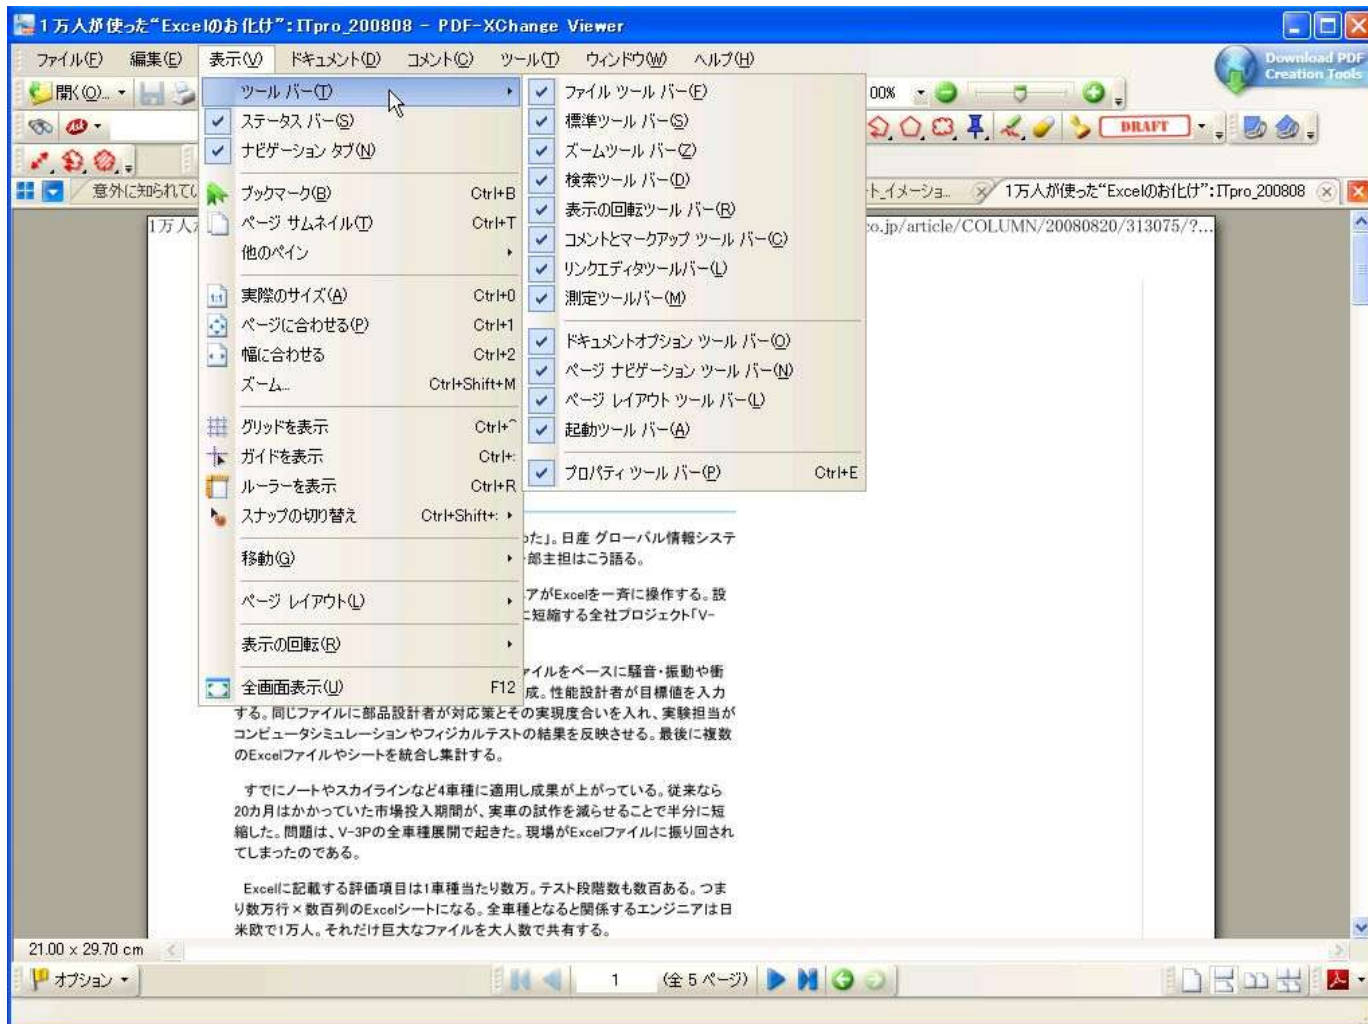 1万人が使った“Excelのお化け”: ITpro_200808 - PDF-XChange Viewer
ファイル(F) 編集(E) 表示(V) ドキュメント(D) コメント(C) ツール(T) ウィンドウ(W) ヘルプ(H)
Download PDF
Creation Tools
開く(O)...
00%
DRAFT
意外に知られてい
ト_イメージョ...
1万人が使った“Excelのお化け”: ITpro_200808
1万人
co.jp/article/COLUMN/20080820/313075/?...
ツール バー(T)
ステータス バー(S)
ナビゲーション タブ(N)
ブックマーク(B) Ctrl+B
ページ サムネイル(T) Ctrl+T
他のペイン
実際のサイズ(A) Ctrl+0
ページに合わせる(P) Ctrl+1
幅に合わせる Ctrl+2
ズーム... Ctrl+Shift+M
グリッドを表示 Ctrl+^
ガイドを表示 Ctrl+:
ルーラーを表示 Ctrl+R
スナップの切り替え Ctrl+Shift+:
移動(G)
ページ レイアウト(L)
表示の回転(R)
全画面表示(U) F12
ファイル ツール バー(F)
標準ツール バー(S)
ズームツール バー(Z)
検索ツール バー(D)
表示の回転ツール バー(R)
コメントとマークアップ ツール バー(C)
リンクエディタツールバー(L)
測定ツールバー(M)
ドキュメントオプション ツール バー(O)
ページ ナビゲーション ツール バー(N)
ページ レイアウト ツール バー(L)
起動ツール バー(A)
プロパティ ツール バー(P) Ctrl+E
った」。日産 グローバル情報システ
郎主担はこう語る。
アがExcelを一斉に操作する。設
に短縮する全社プロジェクト「V-
ァイルをベースに騒音・振動や衝
成。性能設計者が目標値を入力
する。同じファイルに部品設計者が対応策とその実現度合いを入れ、実験担当が
コンピュータシミュレーションやフィジカルテストの結果を反映させる。最後に複数
のExcelファイルやシートを統合し集計する。
すでにノートやスカイラインなど4車種に適用し成果が上がっている。従来なら
20カ月はかかっていた市場投入期間が、実車の試作を減らせることで半分に短
縮した。問題は、V-3Pの全車種展開で起きた。現場がExcelファイルに振り回され
てしまったのである。
Excelに記載する評価項目は1車種当たり数万。テスト段階数も数百ある。つま
り数万行×数百列のExcelシートになる。全車種となると関係するエンジニアは日
米欧で1万人。それだけ巨大なファイルを大人数で共有する。
21.00 x 29.70 cm
オプション
1 (全 5 ページ)